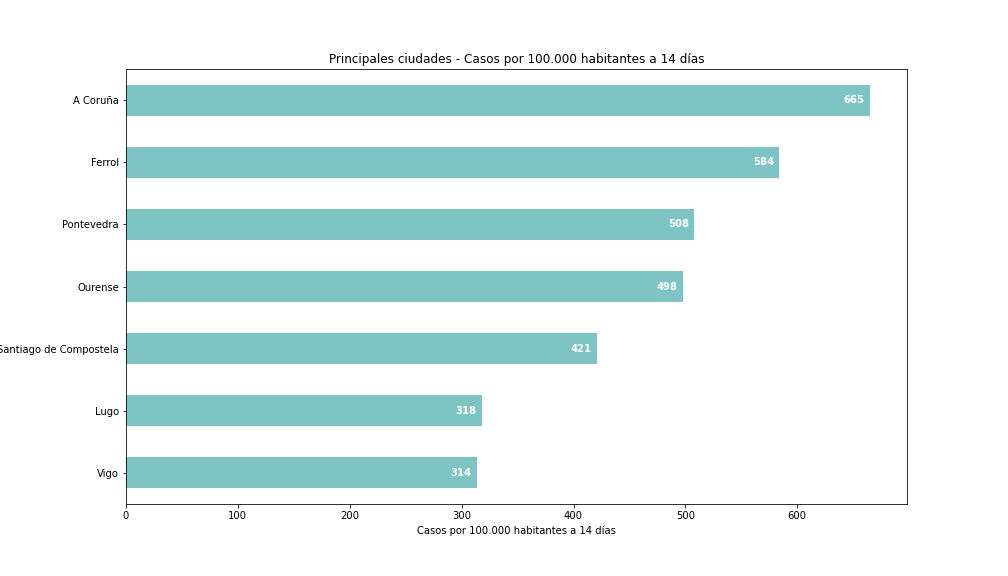 Principales ciudades - Casos por 100.000 habitantes a 14 días
A Coruña 665
Ferrol 584
Pontevedra 508
Ourense 498
Santiago de Compostela 421
Lugo 318
Vigo 314
0 100 200 300 400 500 600
Casos por 100.000 habitantes a 14 días